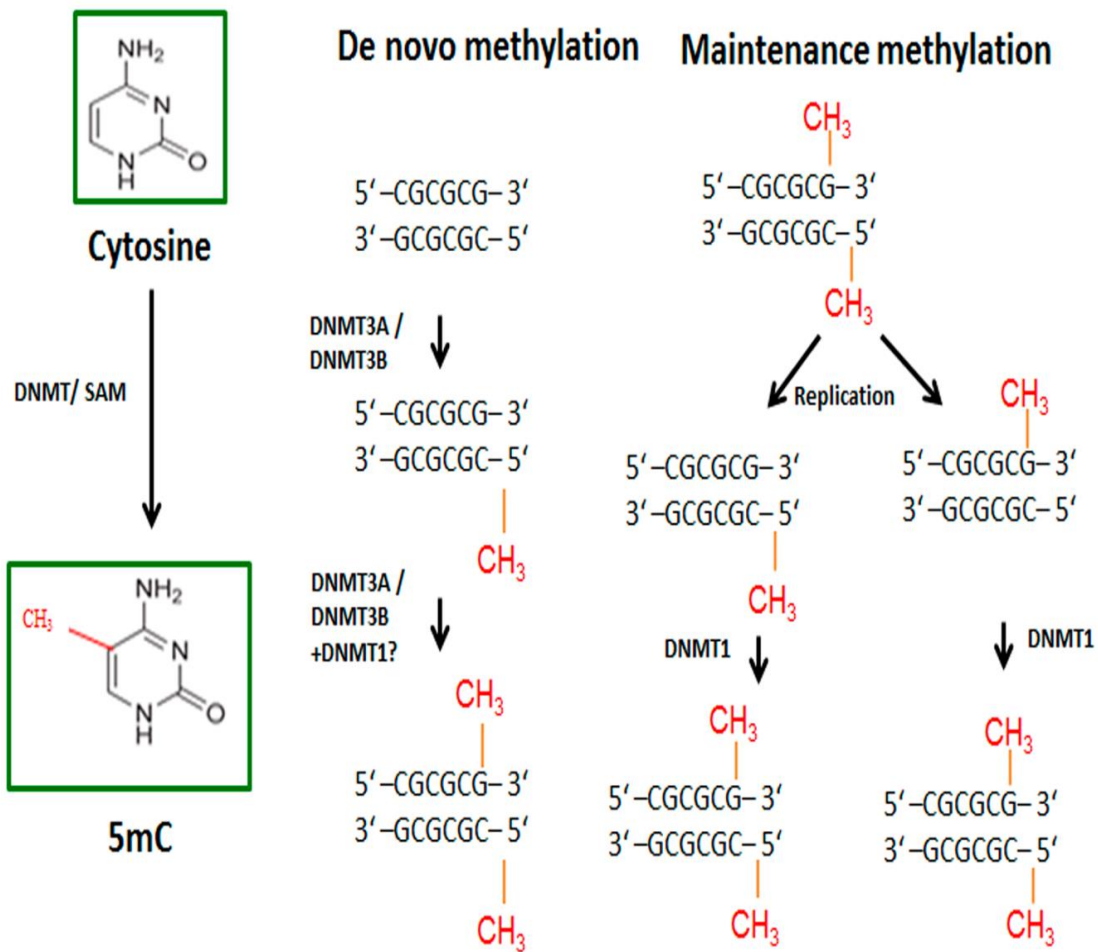 NH₂
N
N
H
O
Cytosine
DNMT/ SAM
CH₃
NH₂
N
N
H
O
5mC
De novo methylation
5‘ –CGCGCG– 3‘
3‘ –GCGCGC– 5‘
DNMT3A /
DNMT3B
5‘ –CGCGCG– 3‘
3‘ –GCGCGC– 5‘
CH₃
DNMT3A /
DNMT3B
+DNMT1?
CH₃
5‘ –CGCGCG– 3‘
3‘ –GCGCGC– 5‘
CH₃
Maintenance methylation
CH₃
5‘ –CGCGCG– 3‘
3‘ –GCGCGC– 5‘
CH₃
Replication
5‘ –CGCGCG– 3‘
3‘ –GCGCGC– 5‘
CH₃
DNMT1
CH₃
5‘ –CGCGCG– 3‘
3‘ –GCGCGC– 5‘
CH₃
CH₃
5‘ –CGCGCG– 3‘
3‘ –GCGCGC– 5‘
DNMT1
CH₃
5‘ –CGCGCG– 3‘
3‘ –GCGCGC– 5‘
CH₃